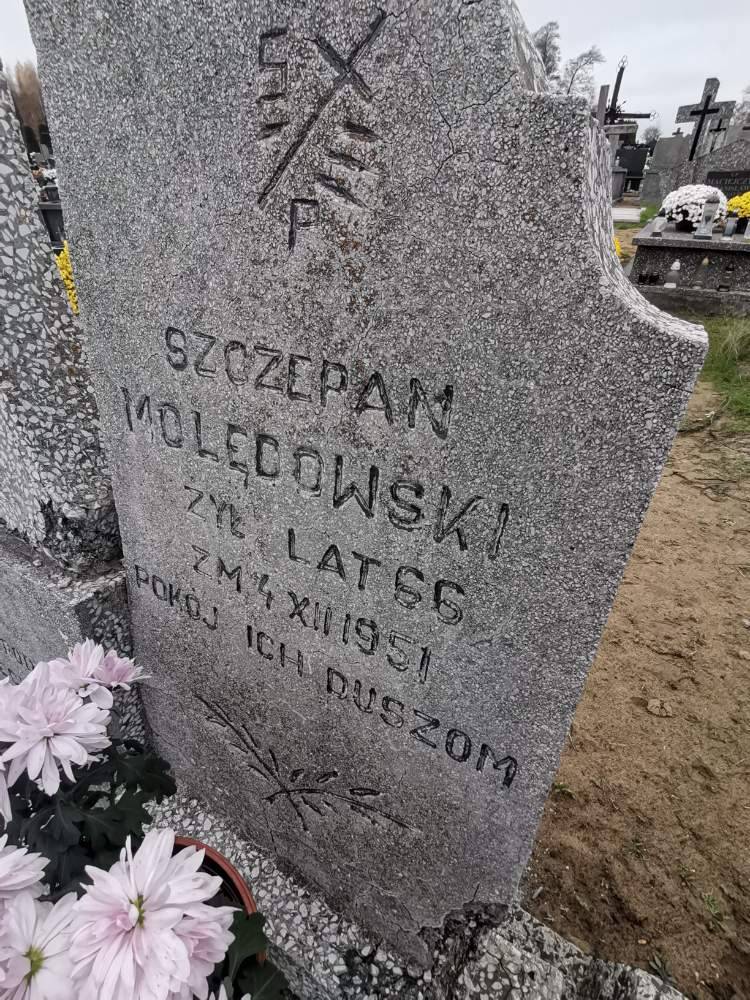 Ś P
SZCZEPAN
MOLĘDOWSKI
ŻYŁ LAT 66
ZM 4 XII 1951
POKÓJ ICH DUSZOM